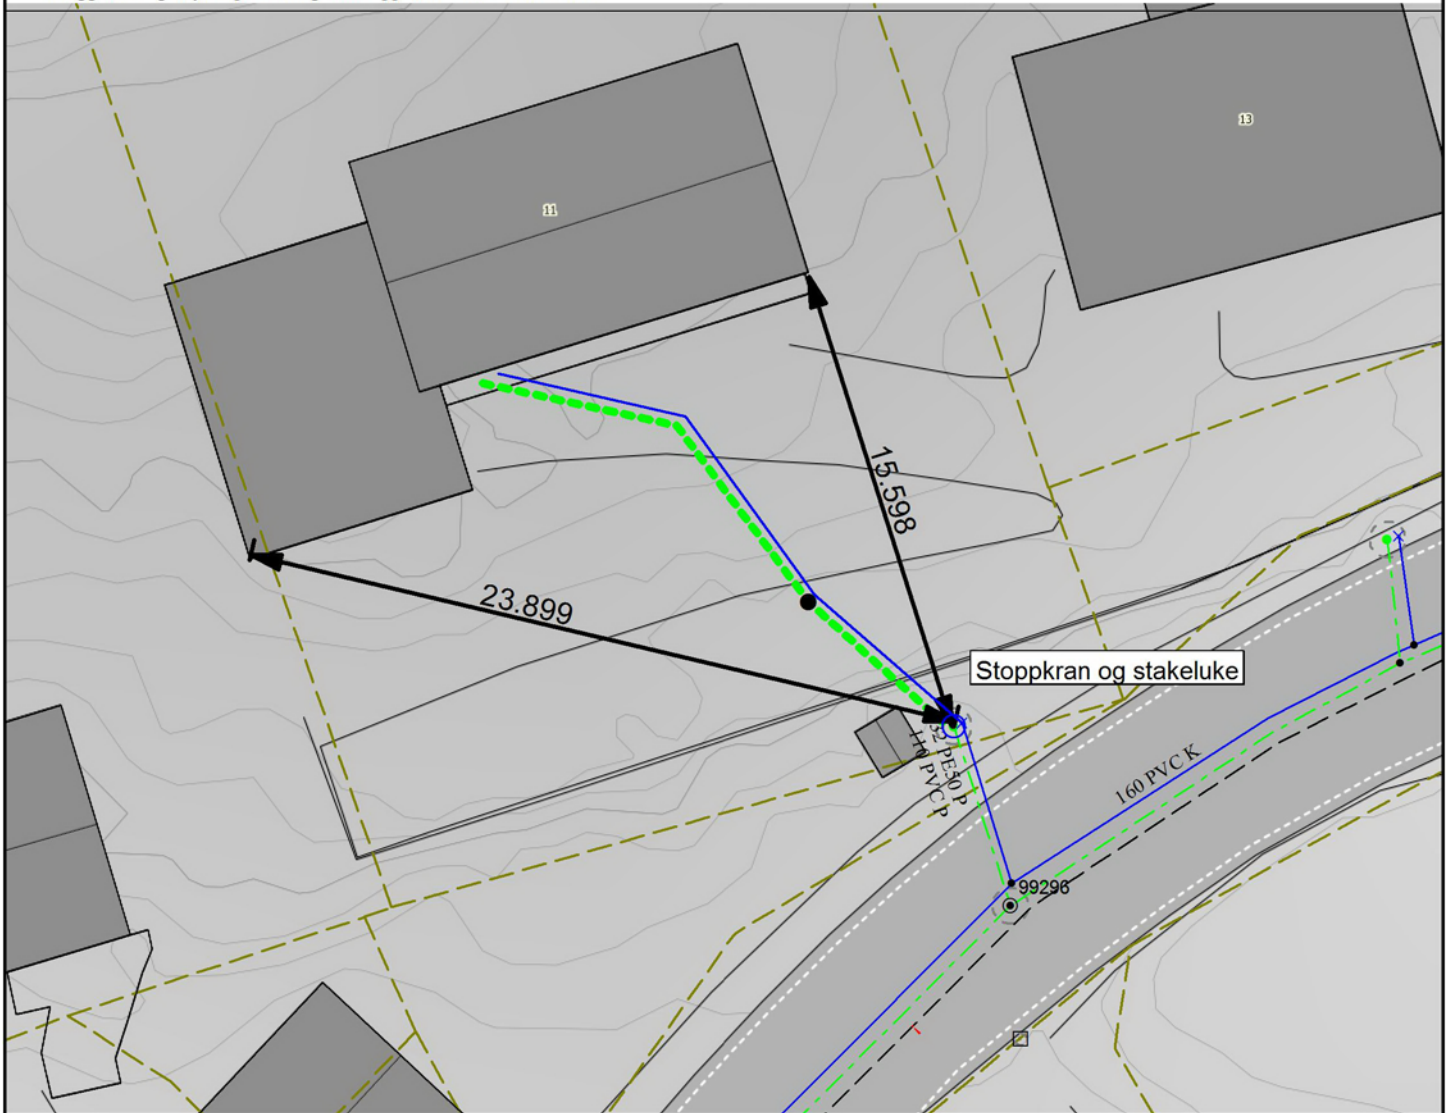 13
11
15.598
23.899
Stoppkran og stakeluke
32 PE50 P
110 PVC P
160 PVC K
99296